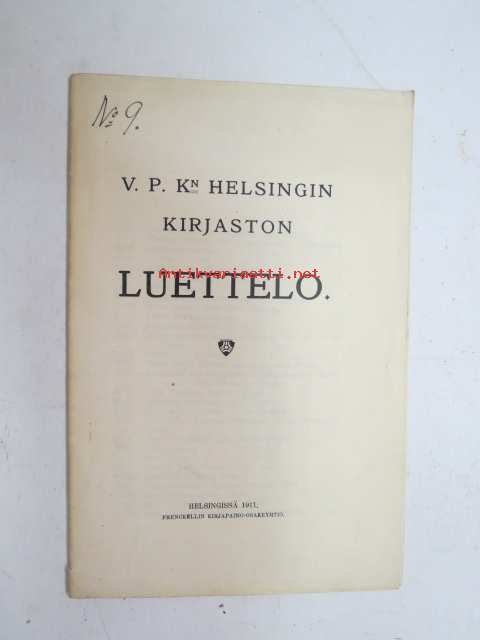 No 9.
V. P. KN HELSINGIN
KIRJASTON
Antikvariaatti.net
LUETTELO.
HELSINGISSÄ 1911,
FRENCKELLIN KIRJAPAINO-OSAKEYHTIÖ.